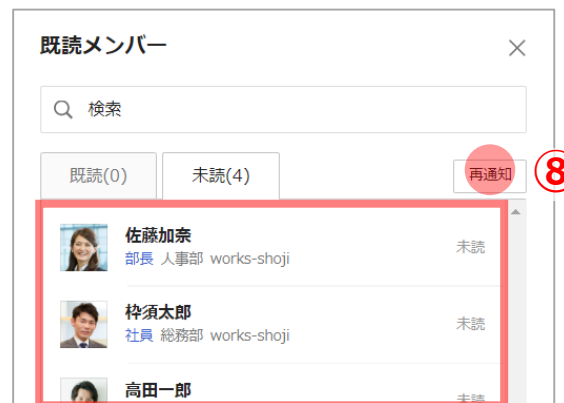 既読メンバー
検索
既読(0)
未読(4)
再通知
⑧
佐藤加奈
部長 人事部 works-shoji
未読
枠須太郎
社員 総務部 works-shoji
未読
高田一郎
未読